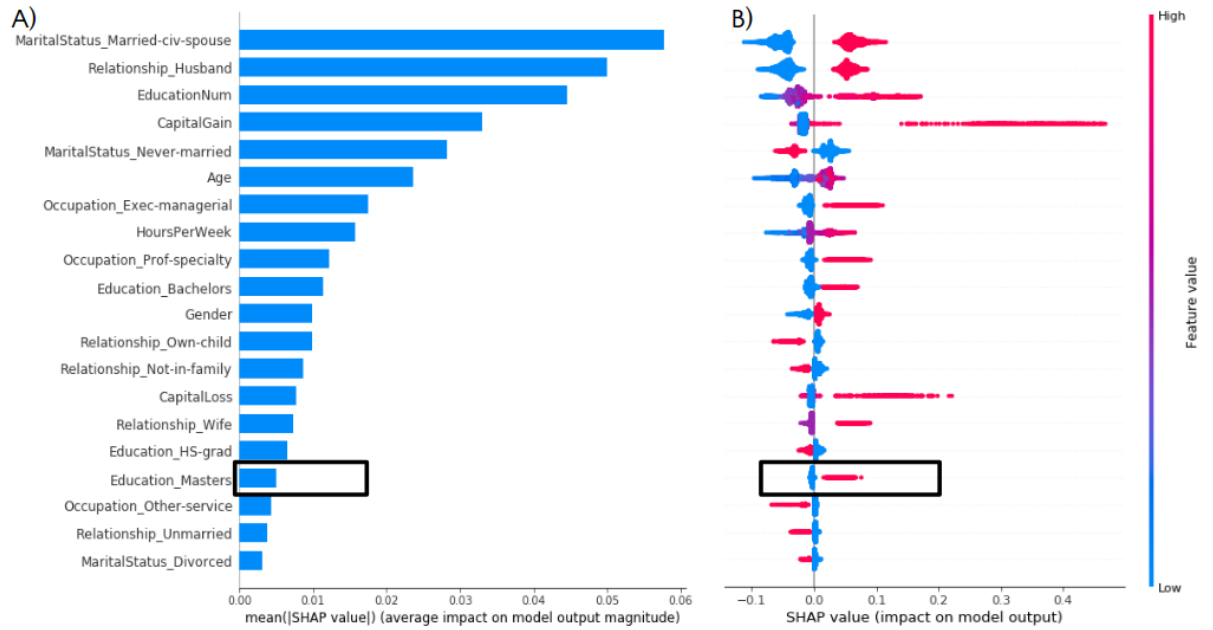 A)
B)
MaritalStatus_Married-civ-spouse
Relationship_Husband
EducationNum
CapitalGain
MaritalStatus_Never-married
Age
Occupation_Exec-managerial
HoursPerWeek
Occupation_Prof-specialty
Education_Bachelors
Gender
Relationship_Own-child
Relationship_Not-in-family
CapitalLoss
Relationship_Wife
Education_HS-grad
Education_Masters
Occupation_Other-service
Relationship_Unmarried
MaritalStatus_Divorced
0.00 0.01 0.02 0.03 0.04 0.05 0.06
mean(|SHAP value|) (average impact on model output magnitude)
−0.1 0.0 0.1 0.2 0.3 0.4
SHAP value (impact on model output)
High
Feature value
Low